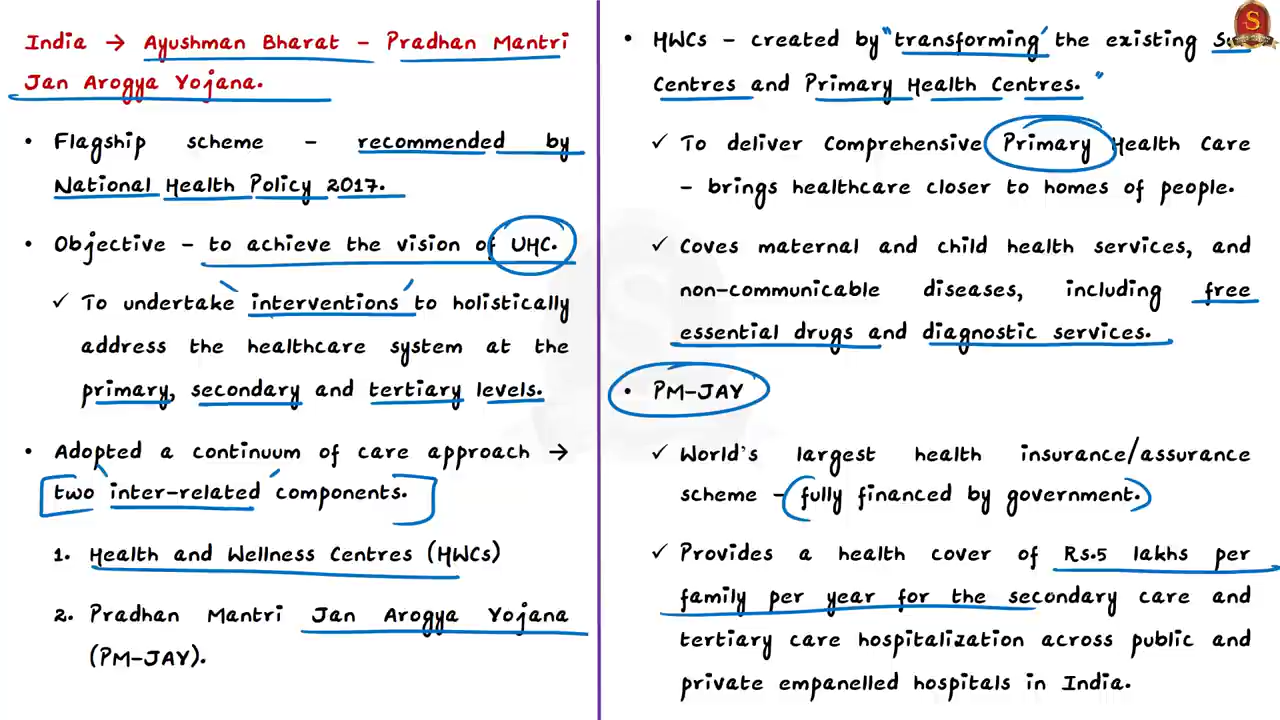 India → Ayushman Bharat – Pradhan Mantri
Jan Arogya Yojana.
• Flagship scheme – recommended by
National Health Policy 2017.
• Objective – to achieve the vision of UHC.
✓ To undertake interventions to holistically
address the healthcare system at the
primary, secondary and tertiary levels.
• Adopted a continuum of care approach →
two inter-related components.
1. Health and Wellness Centres (HWCs)
2. Pradhan Mantri Jan Arogya Yojana
(PM-JAY).
• HWCs – created by "transforming" the existing
Centres and Primary Health Centres."
✓ To deliver Comprehensive Primary Health Care
– brings healthcare closer to homes of people.
✓ Coves maternal and child health services, and
non-communicable diseases, including free
essential drugs and diagnostic services.
• PM-JAY
✓ World's largest health insurance/assurance
scheme – (fully financed by government.)
✓ Provides a health cover of Rs.5 lakhs per
family per year for the secondary care and
tertiary care hospitalization across public and
private empanelled hospitals in India.